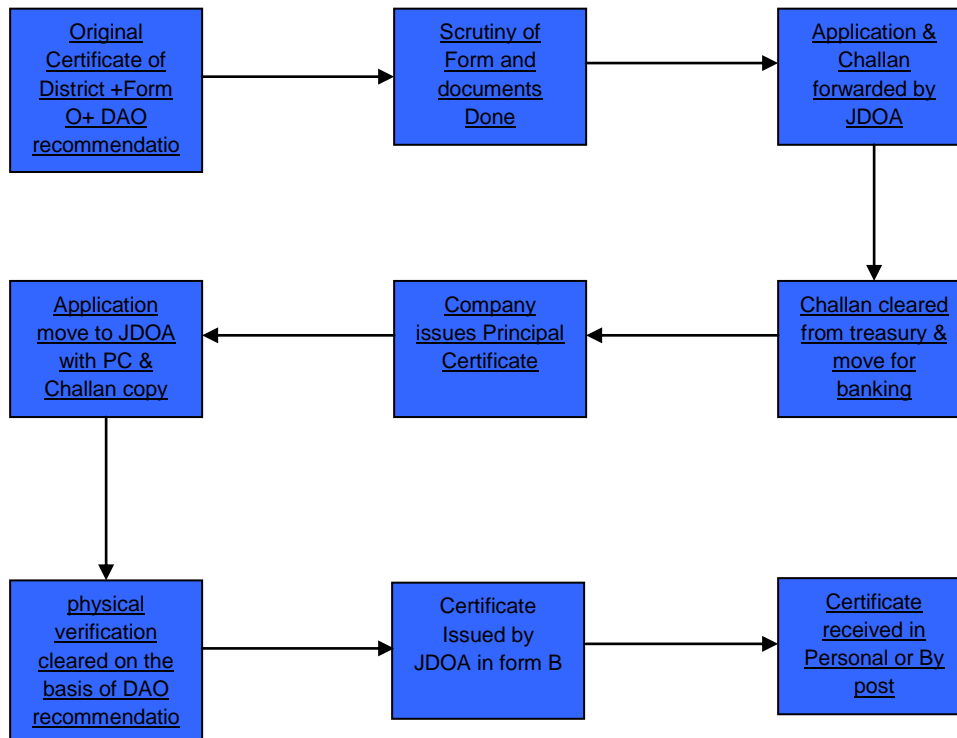 Original
Certificate of
District +Form
O+ DAO
recommendatio
Scrutiny of
Form and
documents
Done
Application &
Challan
forwarded by
JDOA
Challan cleared
from treasury &
move for
banking
Company
issues Principal
Certificate
Application
move to JDOA
with PC &
Challan copy
physical
verification
cleared on the
basis of DAO
recommendatio
Certificate
Issued by
JDOA in form B
Certificate
received in
Personal or By
post